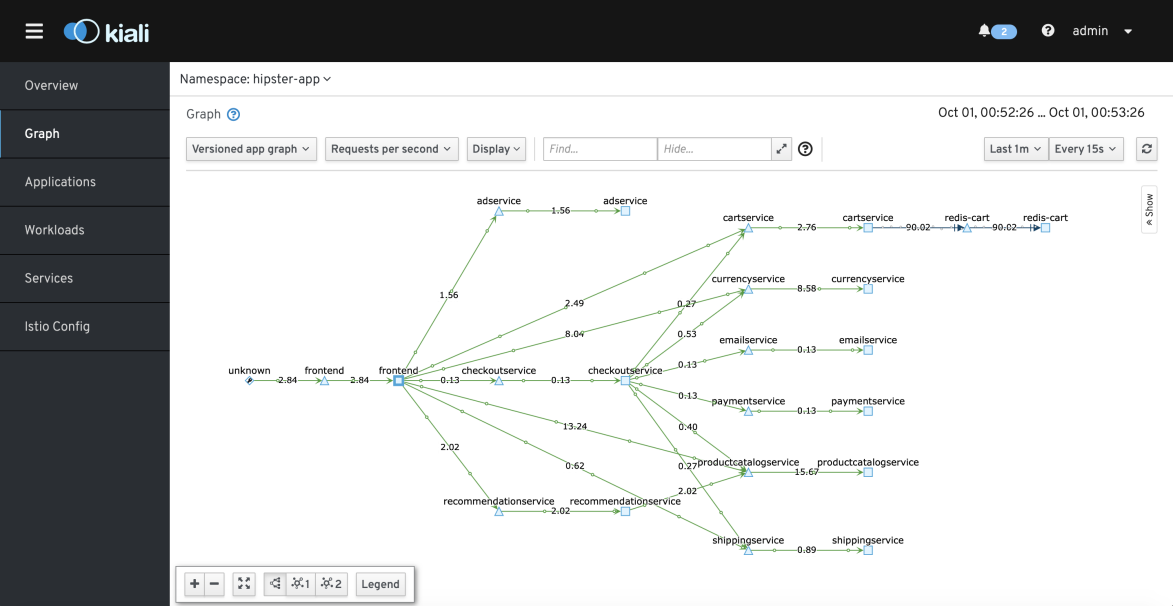 kiali
2
admin
Overview
Graph
Applications
Workloads
Services
Istio Config
Namespace: hipster-app
Graph
Oct 01, 00:52:26 ... Oct 01, 00:53:26
Versioned app graph
Requests per second
Display
Find...
Hide...
Last 1m
Every 15s
Show
adservice
1.56
adservice
cartservice
2.76
cartservice
90.02
redis-cart
90.02
redis-cart
1.56
2.49
0.27
currencyservice
8.58
currencyservice
8.04
0.53
emailservice
0.13
emailservice
0.13
unknown
2.84
frontend
2.84
frontend
0.13
checkoutservice
0.13
checkoutservice
0.13
paymentservice
0.13
paymentservice
13.24
0.40
2.02
0.62
0.27
productcatalogservice
15.67
productcatalogservice
2.02
recommendationservice
2.02
recommendationservice
shippingservice
0.89
shippingservice
1
2
Legend